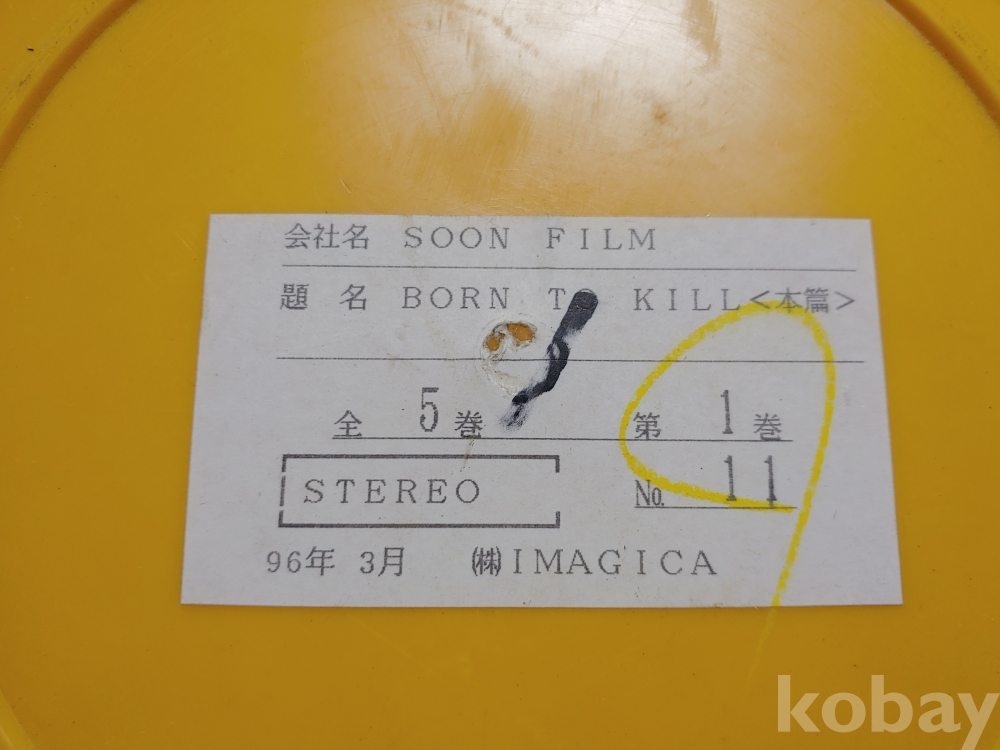 会社名 SOON FILM
題 名 BORN TO KILL<本篇>
全 5 巻 第 1 巻
STEREO No. 11
96年 3月 ㈱IMAGICA
kobay